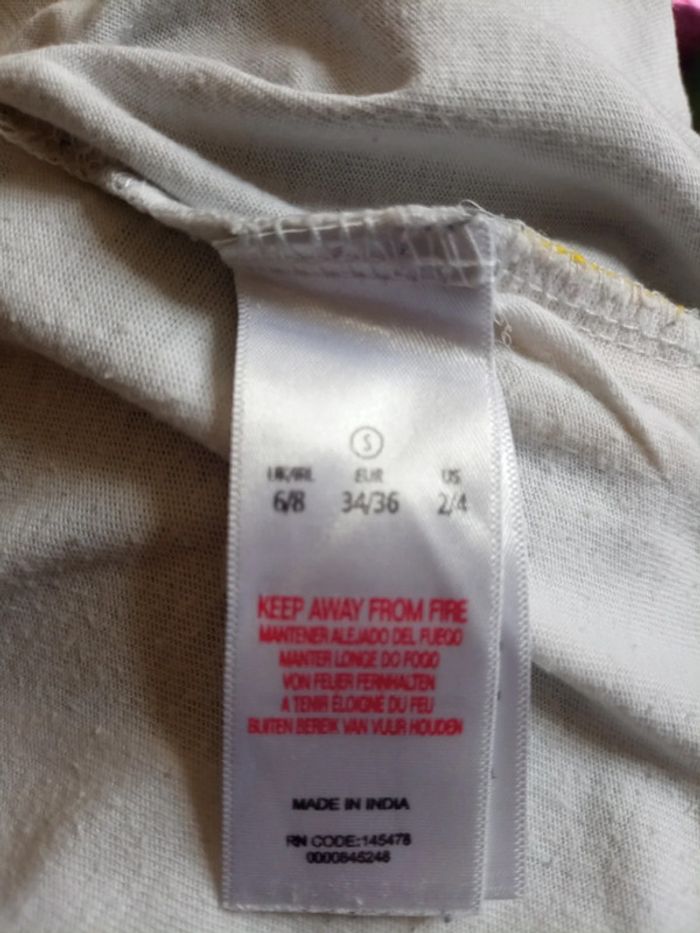 S
UK/IRL EUR US
6/8 34/36 2/4
KEEP AWAY FROM FIRE
MANTENER ALEJADO DEL FUEGO
MANTER LONGE DO FOGO
VON FEUER FERNHALTEN
A TENIR ÉLOIGNÉ DU FEU
BUITEN BEREIK VAN VUUR HOUDEN
MADE IN INDIA
RN CODE:145478
0000845248